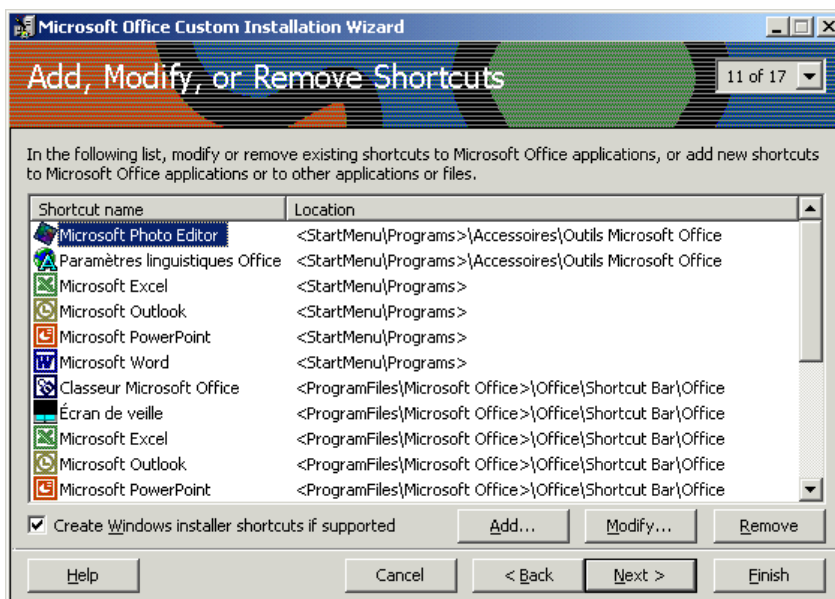 Microsoft Office Custom Installation Wizard
Add, Modify, or Remove Shortcuts
11 of 17
In the following list, modify or remove existing shortcuts to Microsoft Office applications, or add new shortcuts
to Microsoft Office applications or to other applications or files.
Shortcut name Location
Microsoft Photo Editor <StartMenu\Programs>\Accessoires\Outils Microsoft Office
Paramètres linguistiques Office <StartMenu\Programs>\Accessoires\Outils Microsoft Office
Microsoft Excel <StartMenu\Programs>
Microsoft Outlook <StartMenu\Programs>
Microsoft PowerPoint <StartMenu\Programs>
Microsoft Word <StartMenu\Programs>
Classeur Microsoft Office <ProgramFiles\Microsoft Office>\Office\Shortcut Bar\Office
Écran de veille <ProgramFiles\Microsoft Office>\Office\Shortcut Bar\Office
Microsoft Excel <ProgramFiles\Microsoft Office>\Office\Shortcut Bar\Office
Microsoft Outlook <ProgramFiles\Microsoft Office>\Office\Shortcut Bar\Office
Microsoft PowerPoint <ProgramFiles\Microsoft Office>\Office\Shortcut Bar\Office
Create Windows installer shortcuts if supported Add... Modify... Remove
Help Cancel < Back Next > Finish